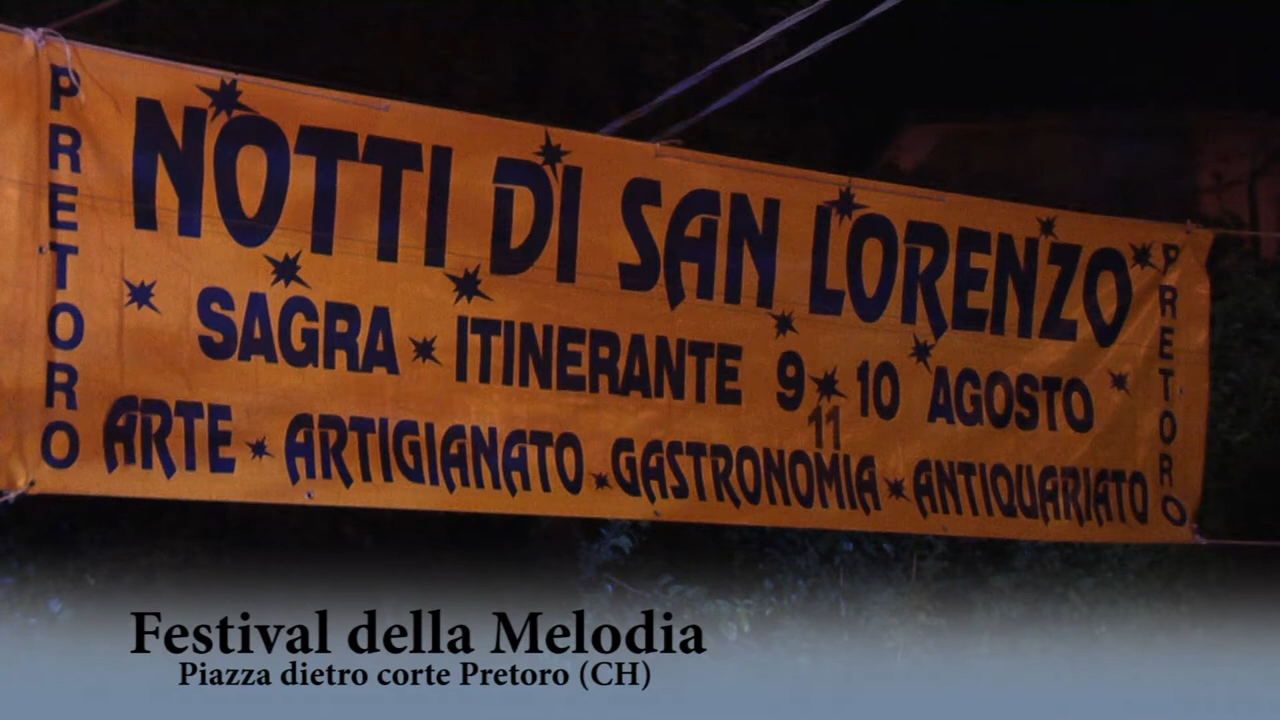 PRETORO
NOTTI DI SAN LORENZO
SAGRA ITINERANTE 9 10 AGOSTO
11
ARTE ARTIGIANATO GASTRONOMIA ANTIQUARIATO
PRETORO
Festival della Melodia
Piazza dietro corte Pretoro (CH)